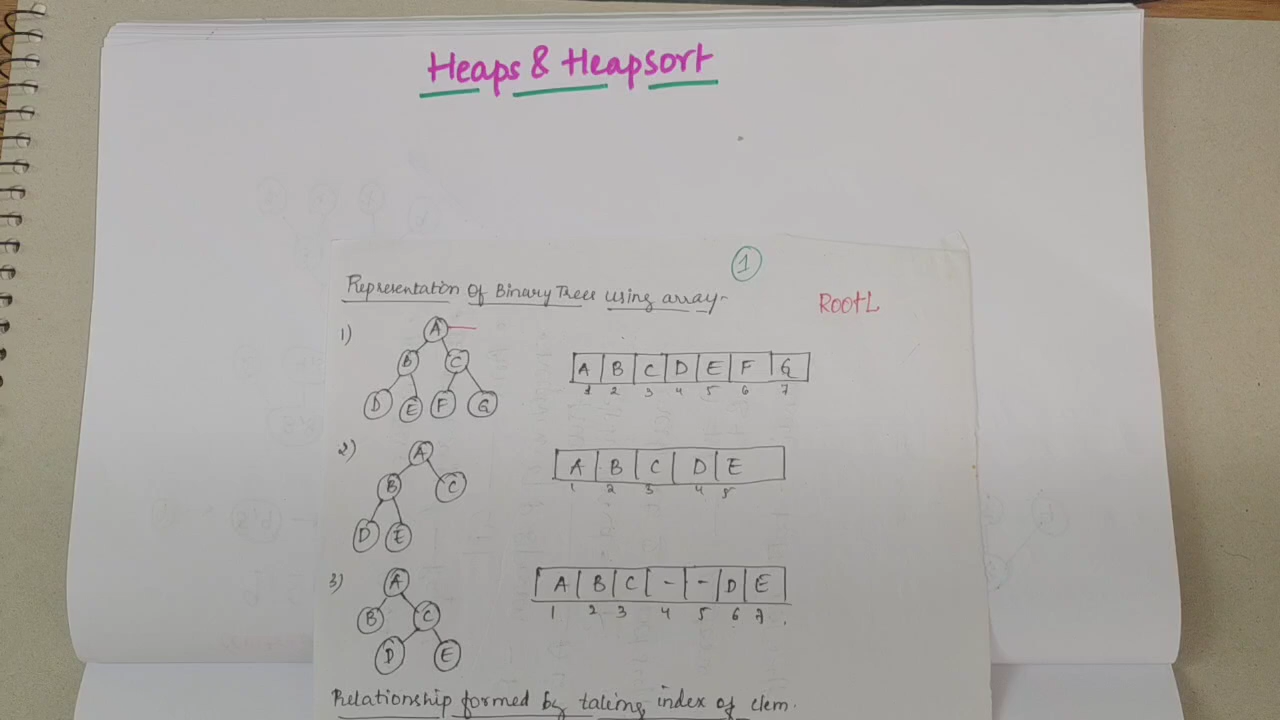 Heaps & Heapsort
1
Representation Of Binary Tree using array-
RootL
1)
A
B C
D E F G
A B C D E F G
1 2 3 4 5 6 7
2)
A
B C
D E
A B C D E
1 2 3 4 5
3)
A
B C
D E
A B C - - D E
1 2 3 4 5 6 7
Relationship formed by taking index of elem.